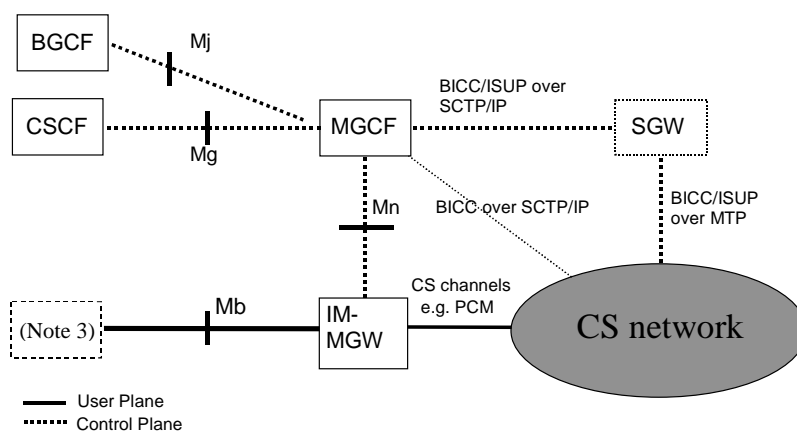 BGCF
Mj
BICC/ISUP over
SCTP/IP
CSCF
Mg
MGCF
SGW
Mn
BICC over SCTP/IP
BICC/ISUP
over MTP
(Note 3)
Mb
IM-
MGW
CS channels
e.g. PCM
CS network
User Plane
Control Plane